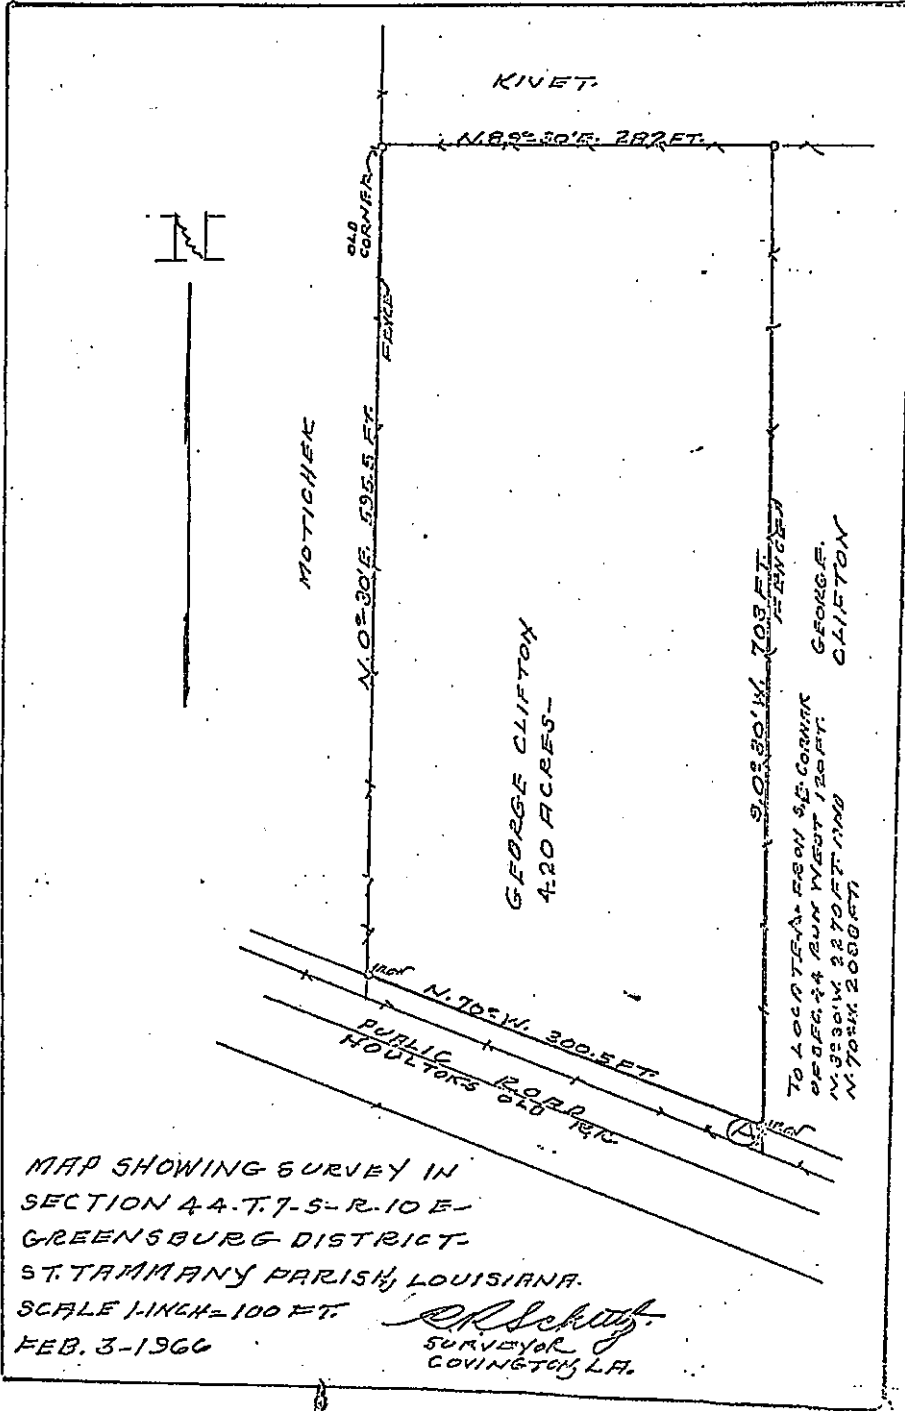 KIVET.
N.89°-30'E. 282 FT.
OLD
CORNER
N
FENCE
MOTICHEK
N. 0°-30'E. 595.5 FT.
GEORGE CLIFTON
4.20 ACRES-
S. 0°-30'W. 703 FT.
FENCE
GEORGE.
CLIFTON
TO LOCATE-A- FROM S.E. CORNER
OF SEC. 44 RUN WEST 120 FT.
N. 3°-30'W. 2270 FT AND
N. 70°-W. 2088 FT.
IRON
N. 70°-W. 300.5 FT.
PUBLIC ROAD
HOULTONS OLD R.R.
A
IRON
MAP SHOWING SURVEY IN
SECTION 44.T.7-S-R.10 E-
GREENSBURG DISTRICT-
ST. TAMMANY PARISH, LOUISIANA.
SCALE 1-INCH=100 FT.
FEB. 3-1966
SURVEYOR
COVINGTON, LA.